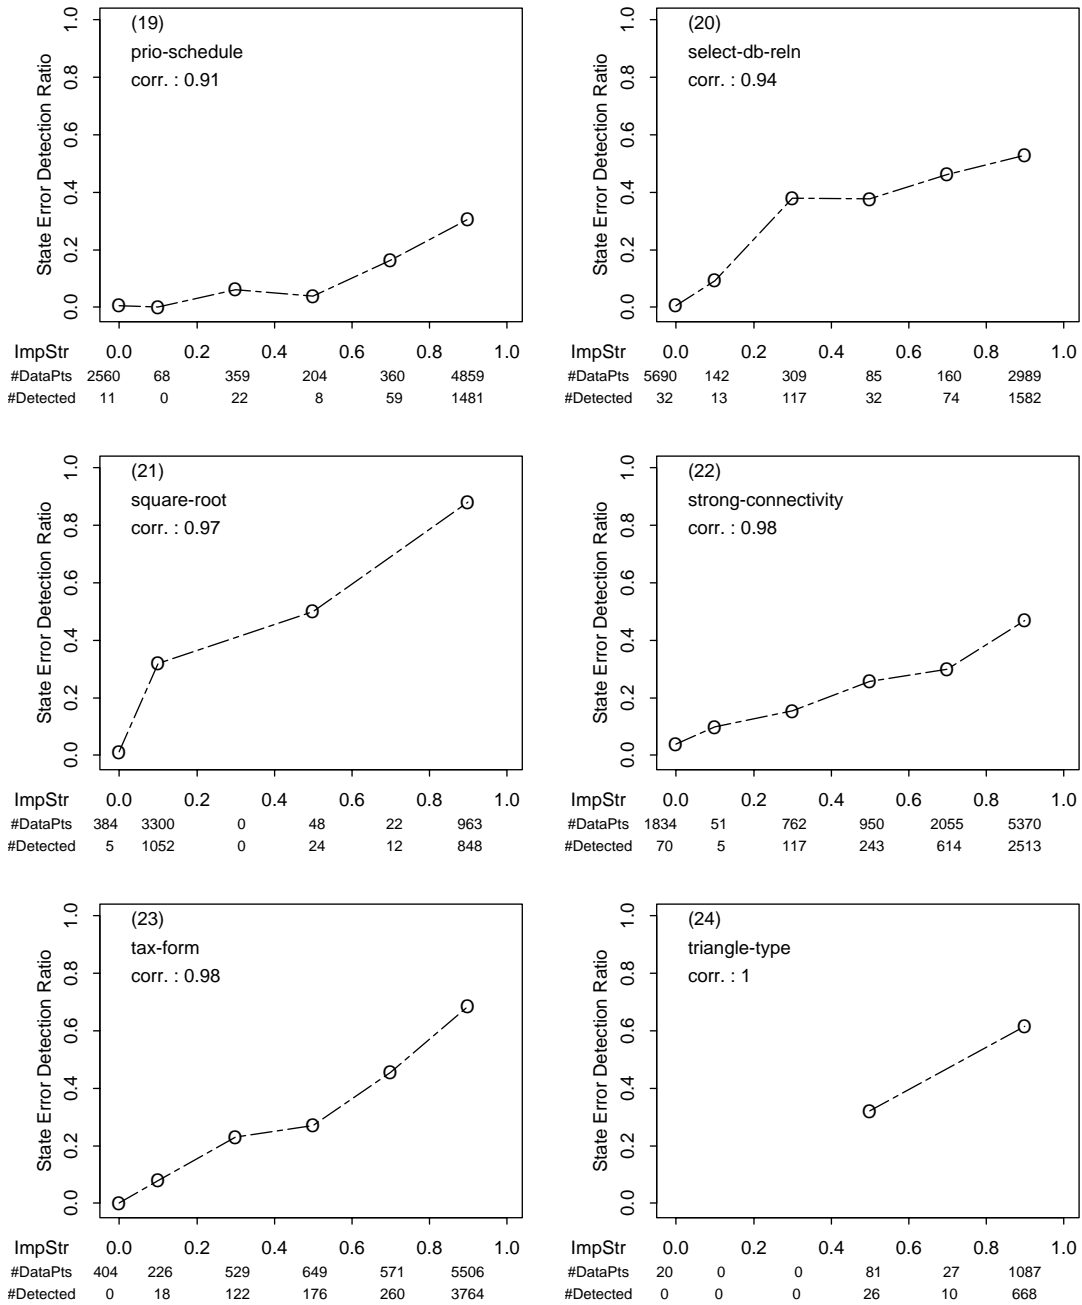 (19)
prio-schedule
corr. : 0.91
State Error Detection Ratio
0.0 0.2 0.4 0.6 0.8 1.0
ImpStr 0.0 0.2 0.4 0.6 0.8 1.0
#DataPts 2560 68 359 204 360 4859
#Detected 11 0 22 8 59 1481
(20)
select-db-reln
corr. : 0.94
State Error Detection Ratio
0.0 0.2 0.4 0.6 0.8 1.0
ImpStr 0.0 0.2 0.4 0.6 0.8 1.0
#DataPts 5690 142 309 85 160 2989
#Detected 32 13 117 32 74 1582
(21)
square-root
corr. : 0.97
State Error Detection Ratio
0.0 0.2 0.4 0.6 0.8 1.0
ImpStr 0.0 0.2 0.4 0.6 0.8 1.0
#DataPts 384 3300 0 48 22 963
#Detected 5 1052 0 24 12 848
(22)
strong-connectivity
corr. : 0.98
State Error Detection Ratio
0.0 0.2 0.4 0.6 0.8 1.0
ImpStr 0.0 0.2 0.4 0.6 0.8 1.0
#DataPts 1834 51 762 950 2055 5370
#Detected 70 5 117 243 614 2513
(23)
tax-form
corr. : 0.98
State Error Detection Ratio
0.0 0.2 0.4 0.6 0.8 1.0
ImpStr 0.0 0.2 0.4 0.6 0.8 1.0
#DataPts 404 226 529 649 571 5506
#Detected 0 18 122 176 260 3764
(24)
triangle-type
corr. : 1
State Error Detection Ratio
0.0 0.2 0.4 0.6 0.8 1.0
ImpStr 0.0 0.2 0.4 0.6 0.8 1.0
#DataPts 20 0 0 81 27 1087
#Detected 0 0 0 26 10 668